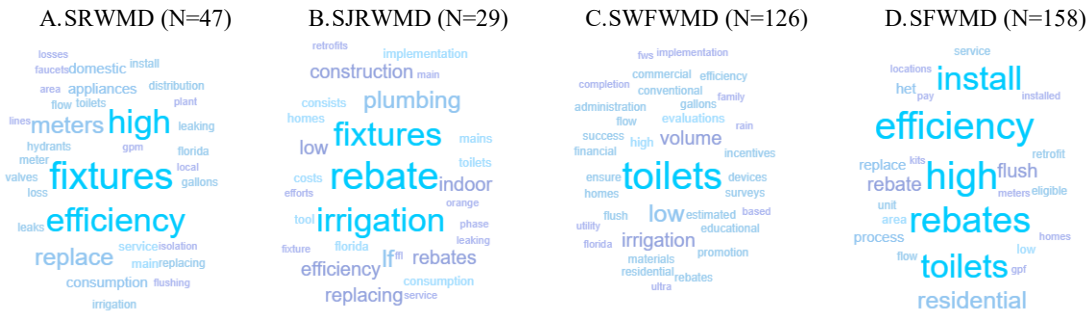 A. SRWMD (N=47)
losses
faucets domestic install
area appliances distribution
flow toilets plant
lines meters high leaking
hydrants gpm florida
meter local
valves fixtures gallons
loss
leaks efficiency
service isolation
replace main replacing
consumption flushing
irrigation
B. SJRWMD (N=29)
retrofits implementation
construction main
consists plumbing
homes fixtures mains
low toilets
costs rebate indoor
efforts orange
tool irrigation phase
leaking
fixture florida lf ffl rebates
efficiency consumption
replacing service
C. SWFWMD (N=126)
fws implementation
commercial efficiency
completion conventional family
administration gallons
flow evaluations rain
success high volume
financial incentives
ensure toilets devices
homes surveys
flush low estimated based
utility educational
florida irrigation
materials promotion
residential rebates
ultra
D. SFWMD (N=158)
service
locations install
het pay installed
efficiency
retrofit
replace kits high flush
rebate meters eligible
unit
area rebates
process homes
flow low
toilets gpf
residential